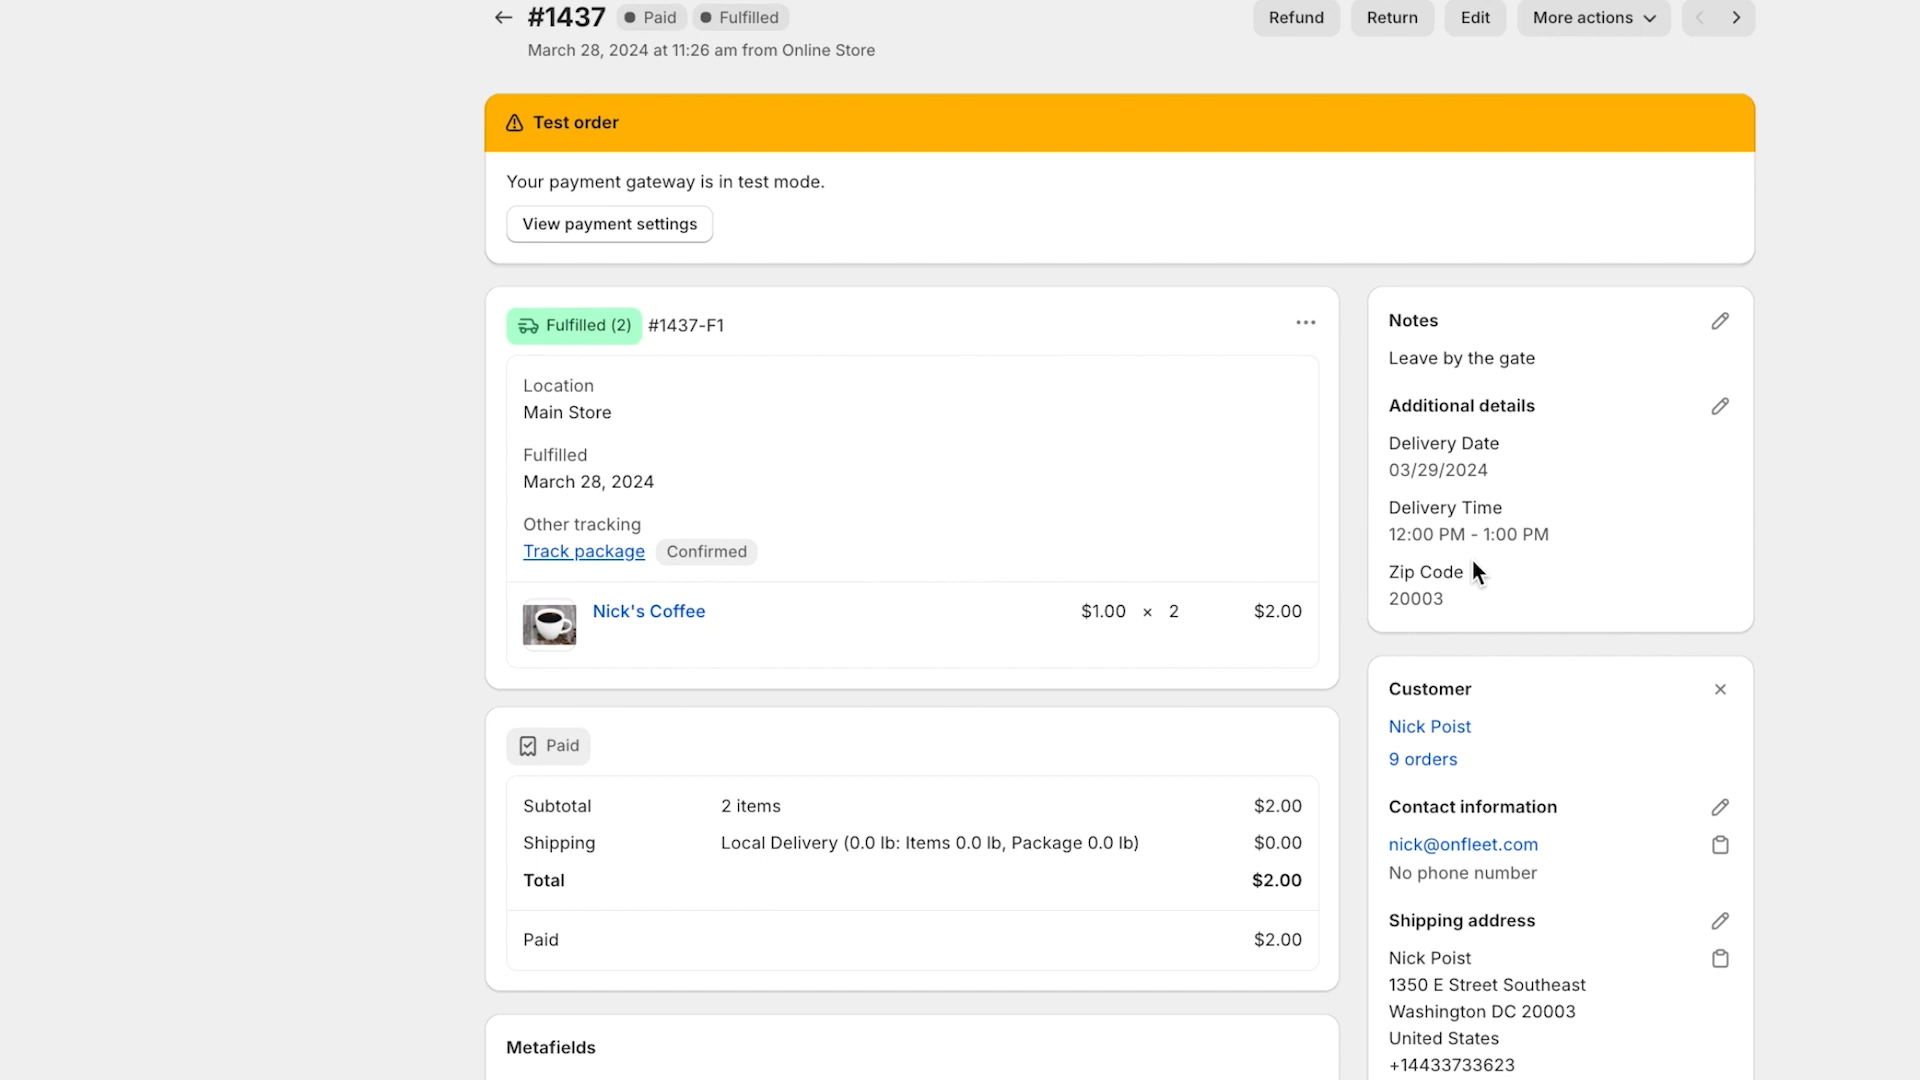 #1437 Paid Fulfilled
Refund Return Edit More actions
March 28, 2024 at 11:26 am from Online Store
Test order
Your payment gateway is in test mode.
View payment settings
Fulfilled (2) #1437-F1
Location
Main Store
Fulfilled
March 28, 2024
Other tracking
Track package Confirmed
Nick's Coffee $1.00 × 2 $2.00
Paid
Subtotal 2 items $2.00
Shipping Local Delivery (0.0 lb: Items 0.0 lb, Package 0.0 lb) $0.00
Total $2.00
Paid $2.00
Metafields
Notes
Leave by the gate
Additional details
Delivery Date
03/29/2024
Delivery Time
12:00 PM - 1:00 PM
Zip Code
20003
Customer
Nick Poist
9 orders
Contact information
nick@onfleet.com
No phone number
Shipping address
Nick Poist
1350 E Street Southeast
Washington DC 20003
United States
+14433733623